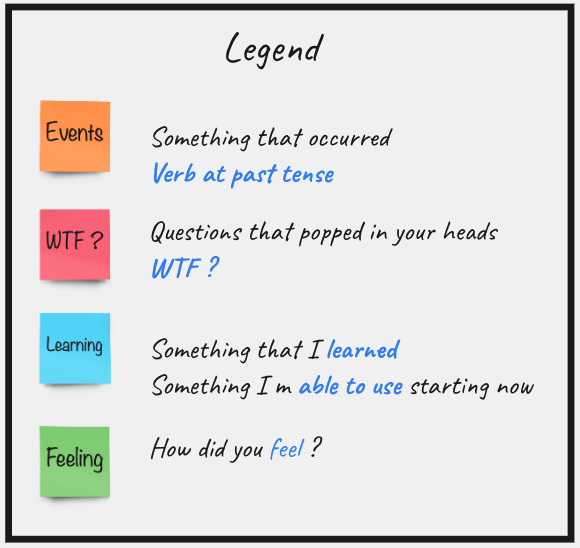 Legend
Events
Something that occurred
Verb at past tense
WTF ?
Questions that popped in your heads
WTF ?
Learning
Something that I learned
Something I m able to use starting now
Feeling
How did you feel ?